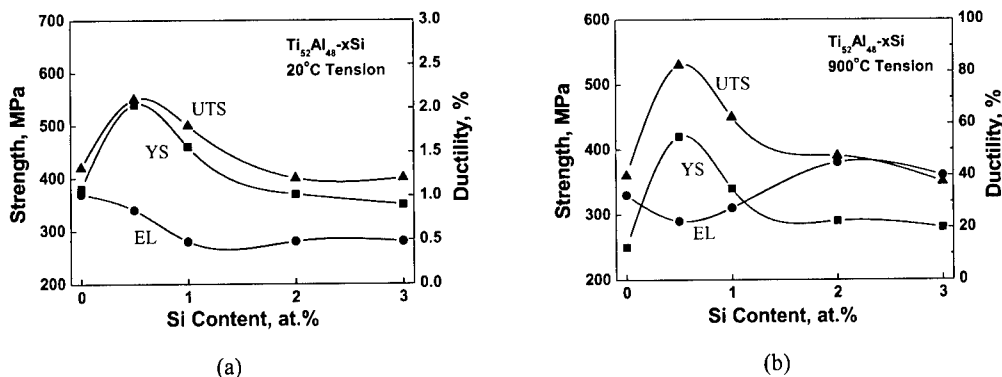 700
600
500
400
300
200
Strength, MPa
3.0
2.5
2.0
1.5
1.0
0.5
0.0
Ductility, %
Ti52Al48-xSi
20°C Tension
UTS
YS
EL
0 1 2 3
Si Content, at.%
(a)
600
500
400
300
200
Strength, MPa
100
80
60
40
20
0
Ductility, %
Ti52Al48-xSi
900°C Tension
UTS
YS
EL
0 1 2 3
Si Content, at.%
(b)